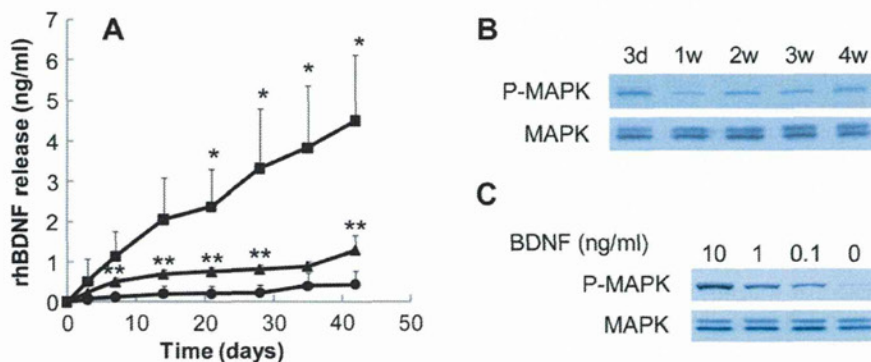 A
rhBDNF release (ng/ml)
7
6
5
4
3
2
1
0
* * * *
** ** ** ** **
0 10 20 30 40 50
Time (days)
B
3d 1w 2w 3w 4w
P-MAPK
MAPK
C
BDNF (ng/ml)
10 1 0.1 0
P-MAPK
MAPK